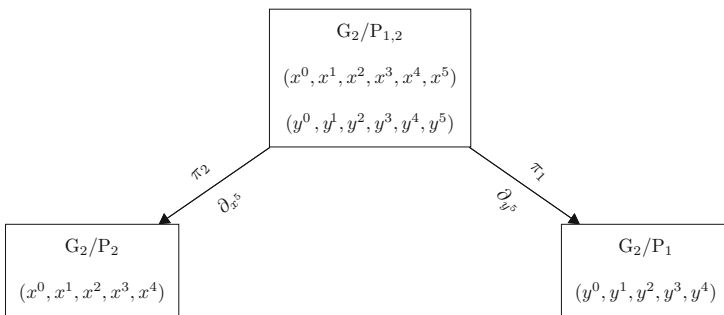 G₂/P₁,₂
(x⁰, x¹, x², x³, x⁴, x⁵)
(y⁰, y¹, y², y³, y⁴, y⁵)
π₂
∂ₓ⁵
π₁
∂_{y⁵}
G₂/P₂
(x⁰, x¹, x², x³, x⁴)
G₂/P₁
(y⁰, y¹, y², y³, y⁴)